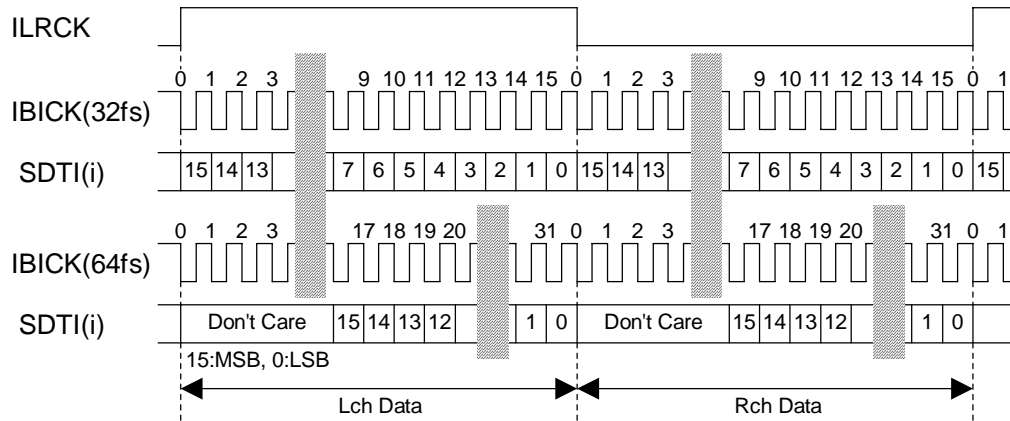 ILRCK
0 1 2 3 9 10 11 12 13 14 15 0 1 2 3 9 10 11 12 13 14 15 0 1
IBICK(32fs)
SDTI(i) 15 14 13 7 6 5 4 3 2 1 0 15 14 13 7 6 5 4 3 2 1 0 15
0 1 2 3 17 18 19 20 31 0 1 2 3 17 18 19 20 31 0 1
IBICK(64fs)
SDTI(i) Don't Care 15 14 13 12 1 0 Don't Care 15 14 13 12 1 0
15:MSB, 0:LSB
Lch Data Rch Data